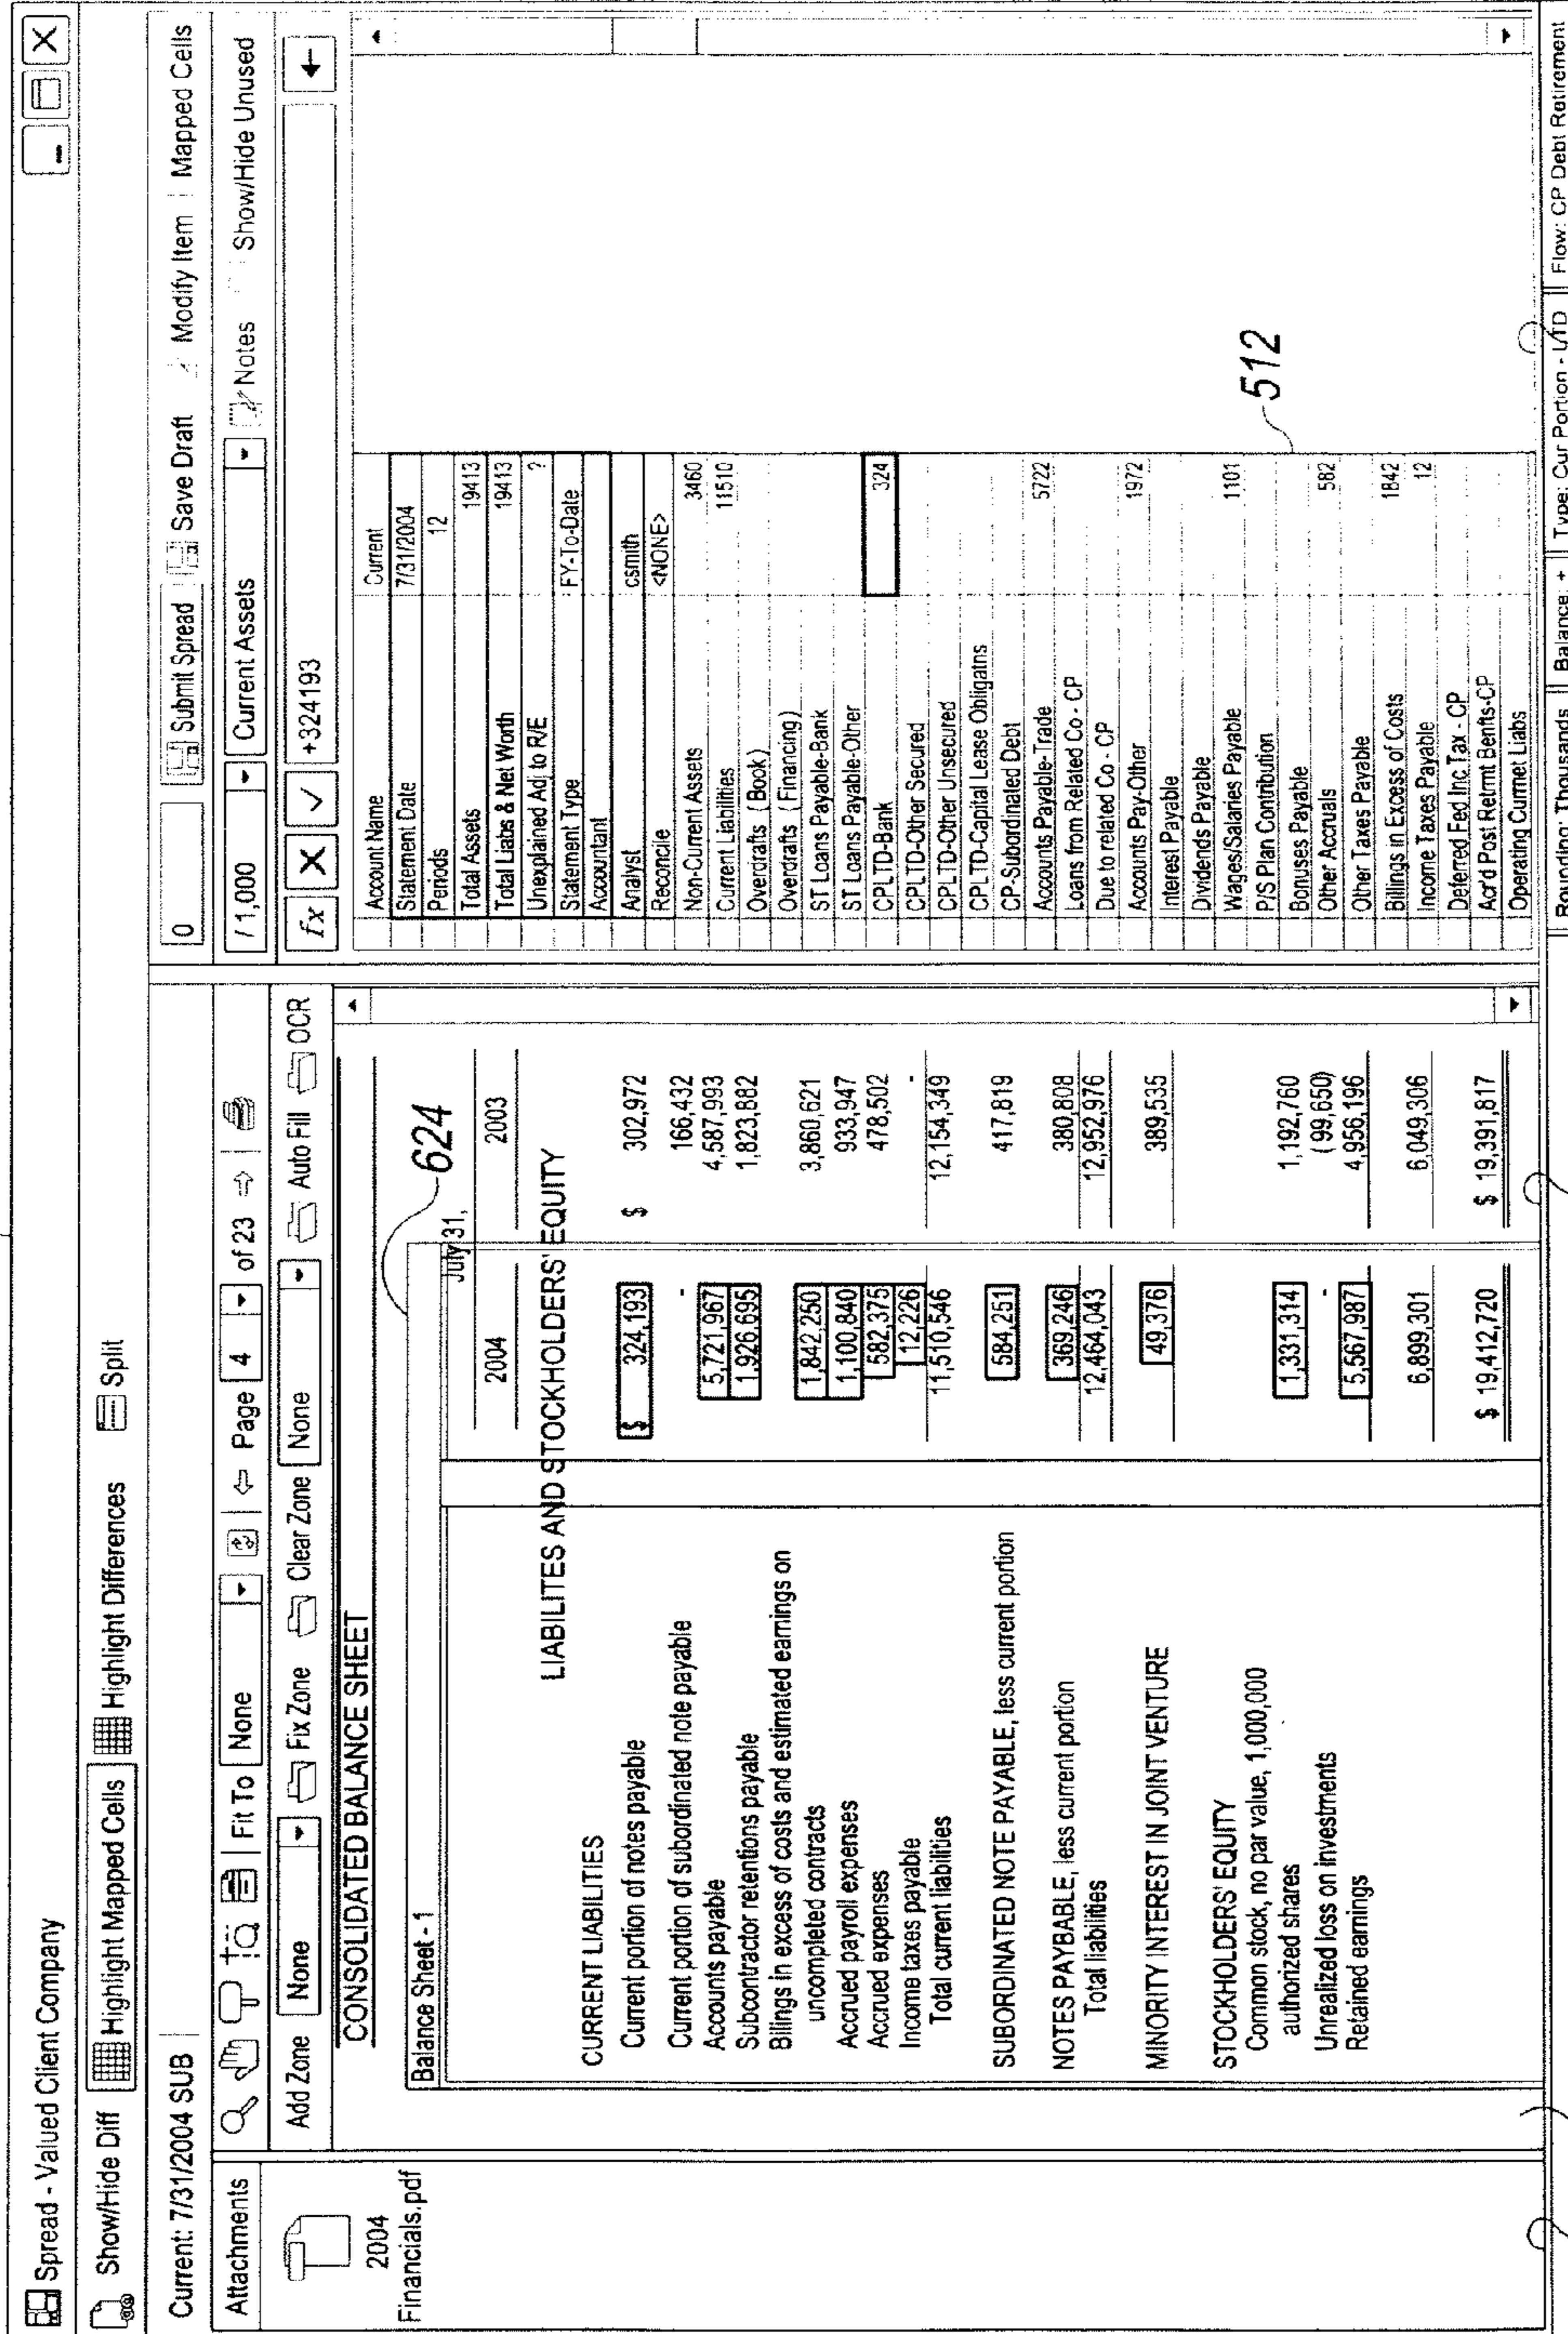 Spread - Valued Client Company
Show/Hide Diff Highlight Mapped Cells Highlight Differences Split
Current: 7/31/2004 SUB
0 Submit Spread Save Draft Modify Item Mapped Cells
Attachments
Fit To None Page 4 of 23
/ 1,000 Current Assets Notes Show/Hide Unused
Add Zone None Fix Zone Clear Zone None Auto Fill OCR
fx X ✓ +324193
2004
Financials.pdf
CONSOLIDATED BALANCE SHEET
624
Balance Sheet - 1
July 31,
2004 2003
LIABILITES AND STOCKHOLDERS' EQUITY
CURRENT LIABILITIES
Current portion of notes payable $ 324,193 $ 302,972
Current portion of subordinated note payable - 166,432
Accounts payable 5,721,967 4,587,993
Subcontractor retentions payable 1,926,695 1,823,882
Bilings in excess of costs and estimated earnings on
uncompleted contracts 1,842,250 3,860,621
Accrued payroll expenses 1,100,840 933,947
Accrued expenses 582,375 478,502
Income taxes payable 12,226 -
Total current liabilities 11,510,546 12,154,349
SUBORDINATED NOTE PAYABLE, less current portion 584,251 417,819
NOTES PAYBABLE, less current portion 369,246 380,808
Total liabilities 12,464,043 12,952,976
MINORITY INTEREST IN JOINT VENTURE 49,376 389,535
STOCKHOLDERS' EQUITY
Common stock, no par value, 1,000,000
authorized shares 1,331,314 1,192,760
Unrealized loss on investments - (99,650)
Retained earnings 5,567,987 4,956,196
6,899,301 6,049,306
$ 19,412,720 $ 19,391,817
Account Name Current
Statement Date 7/31/2004
Periods 12
Total Assets 19413
Total Liabs & Net Worth 19413
Unexplained Adj to R/E ?
Statement Type FY-To-Date
Accountant
Analyst csmith
Reconcile <NONE>
Non-Current Assets 3460
Current Liabilities 11510
Overdrafts (Book)
Overdrafts (Financing)
ST Loans Payable-Bank
ST Loans Payable-Other
CPLTD-Bank 324
CPLTD-Other Secured
CPLTD-Other Unsecured
CPLTD-Capital Lease Obligatns
CP-Subordinated Debt
Accounts Payable-Trade 5722
Loans from Related Co - CP
Due to related Co - CP
Accounts Pay-Other 1972
Interest Payable
Dividends Payable
Wages/Salaries Payable 1101
P/S Plan Contribution
Bonuses Payable
Other Accruals 582
Other Taxes Payable
Billings in Excess of Costs 1842
Income Taxes Payable 12
Deferred Fed Inc Tax - CP
Acr'd Post Retrmt Benfts-CP
Operating Currnet Liabs
512
Rounding: Thousands Balance: + Type: Cur Portion - LTD Flow: CP Debt Retirement